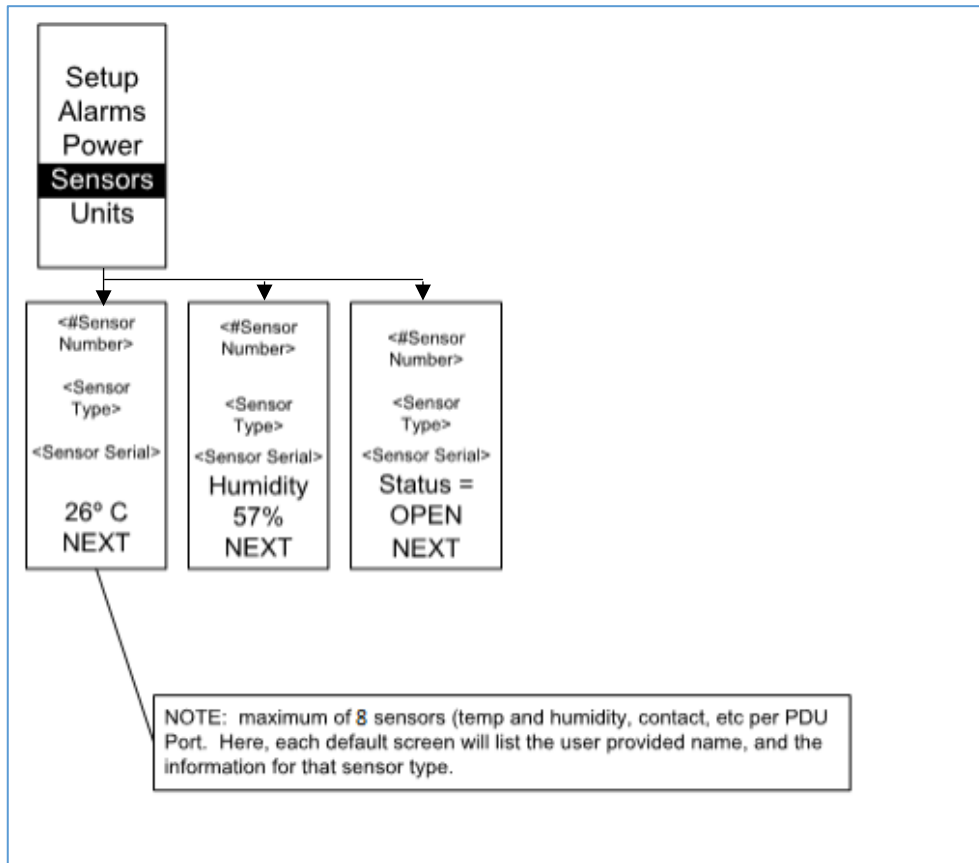 Setup
Alarms
Power
Sensors
Units
<#Sensor
Number>
<Sensor
Type>
<Sensor Serial>
26º C
NEXT
<#Sensor
Number>
<Sensor
Type>
<Sensor Serial>
Humidity
57%
NEXT
<#Sensor
Number>
<Sensor
Type>
<Sensor Serial>
Status =
OPEN
NEXT
NOTE: maximum of 8 sensors (temp and humidity, contact, etc per PDU
Port. Here, each default screen will list the user provided name, and the
information for that sensor type.